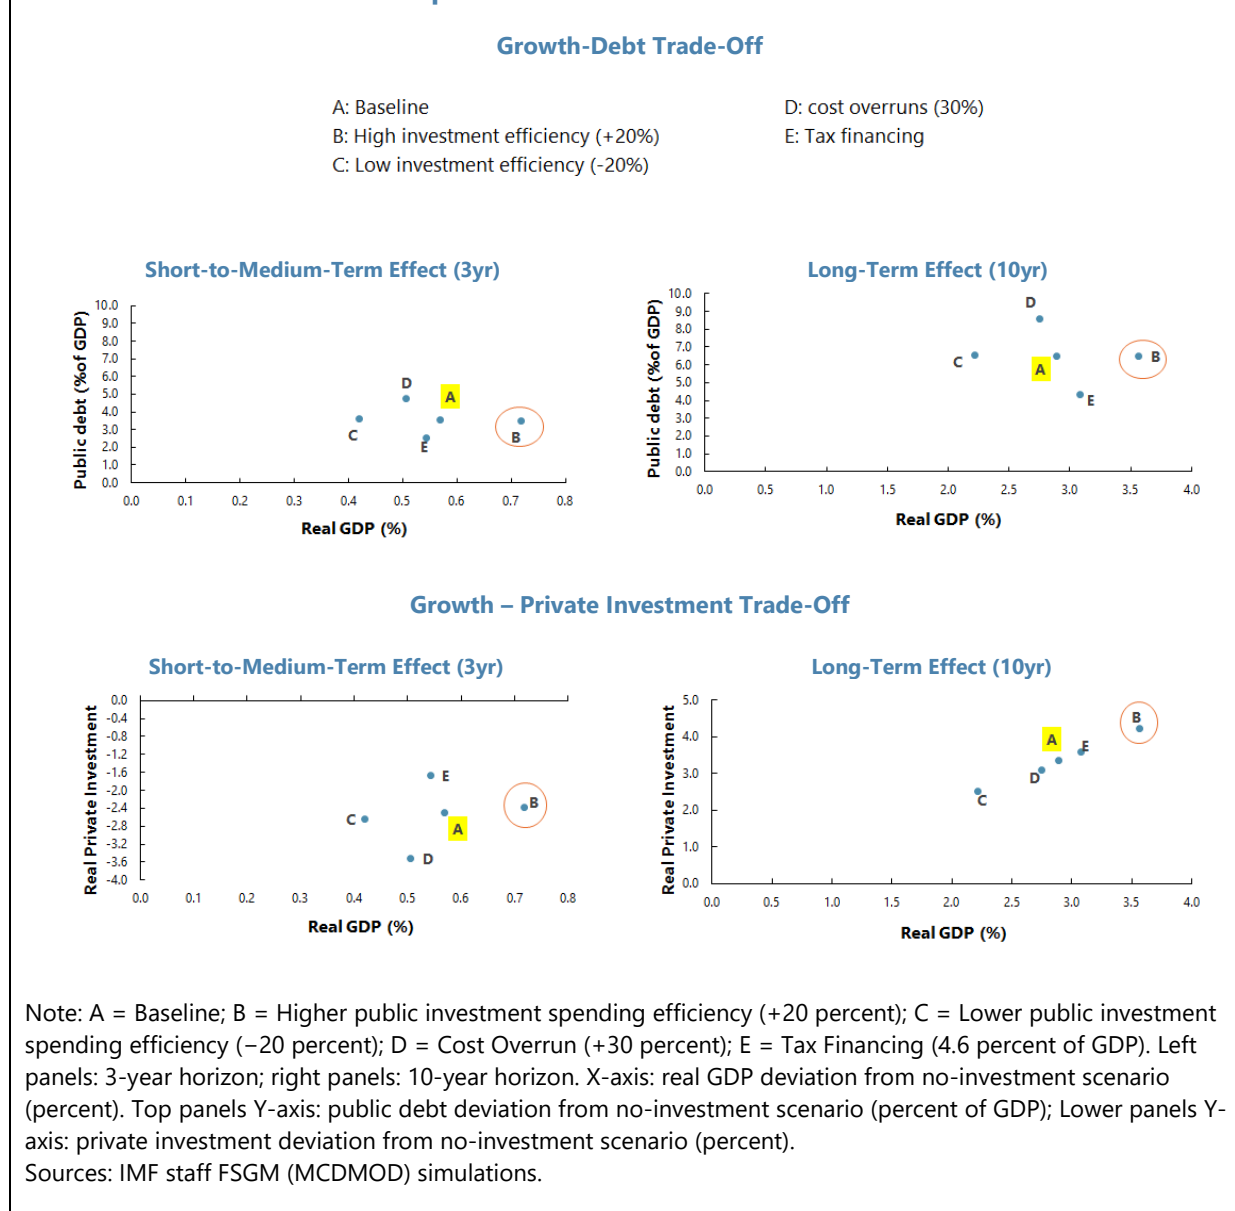 Growth-Debt Trade-Off
A: Baseline
B: High investment efficiency (+20%)
C: Low investment efficiency (-20%)
D: cost overruns (30%)
E: Tax financing
Short-to-Medium-Term Effect (3yr)
Public debt (%of GDP)
10.0
9.0
8.0
7.0
6.0
5.0
4.0
3.0
2.0
1.0
0.0
D
A
C
E
B
0.0 0.1 0.2 0.3 0.4 0.5 0.6 0.7 0.8
Real GDP (%)
Long-Term Effect (10yr)
Public debt (%of GDP)
10.0
9.0
8.0
7.0
6.0
5.0
4.0
3.0
2.0
1.0
0.0
D
C
A
B
E
0.0 0.5 1.0 1.5 2.0 2.5 3.0 3.5 4.0
Real GDP (%)
Growth – Private Investment Trade-Off
Short-to-Medium-Term Effect (3yr)
Real Private Investment
0.0
-0.4
-0.8
-1.2
-1.6
-2.0
-2.4
-2.8
-3.2
-3.6
-4.0
E
B
C
A
D
0.0 0.1 0.2 0.3 0.4 0.5 0.6 0.7 0.8
Real GDP (%)
Long-Term Effect (10yr)
Real Private Investment
5.0
4.0
3.0
2.0
1.0
0.0
B
A
E
D
C
0.0 0.5 1.0 1.5 2.0 2.5 3.0 3.5 4.0
Real GDP (%)
Note: A = Baseline; B = Higher public investment spending efficiency (+20 percent); C = Lower public investment
spending efficiency (−20 percent); D = Cost Overrun (+30 percent); E = Tax Financing (4.6 percent of GDP). Left
panels: 3-year horizon; right panels: 10-year horizon. X-axis: real GDP deviation from no-investment scenario
(percent). Top panels Y-axis: public debt deviation from no-investment scenario (percent of GDP); Lower panels Y-
axis: private investment deviation from no-investment scenario (percent).
Sources: IMF staff FSGM (MCDMOD) simulations.